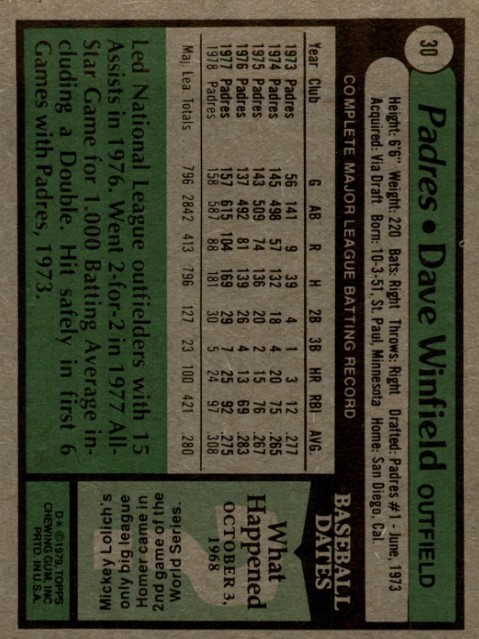 30
Padres • Dave Winfield OUTFIELD
Height: 6'6" Weight: 220 Bats: Right Throws: Right Drafted: Padres #1 - June, 1973
Acquired: Via Draft Born: 10-3-51, St. Paul, Minnesota Home: San Diego, Cal.
COMPLETE MAJOR LEAGUE BATTING RECORD
Year Club G AB R H 2B 3B HR RBI AVG.
1973 Padres 56 141 9 39 4 1 3 12 .277
1974 Padres 145 498 57 132 18 4 20 75 .265
1975 Padres 143 509 74 136 20 2 15 76 .267
1976 Padres 137 492 81 139 26 4 13 69 .283
1977 Padres 157 615 104 169 29 7 25 92 .275
1978 Padres 158 587 88 181 30 5 24 97 .308
Maj. Lea. Totals 796 2842 413 796 127 23 100 421 .280
Led National League outfielders with 15
Assists in 1976. Went 2-for-2 in 1977 All-
Star Game for 1.000 Batting Average in-
cluding a Double. Hit safely in first 6
Games with Padres, 1973.
BASEBALL
DATES
What
Happened
OCTOBER 3,
1968
?
Mickey Lolich's
only big league
Homer came in
2nd game of the
World Series.
D* ©1979, TOPPS
CHEWING GUM, INC
PRTD. IN U.S.A.